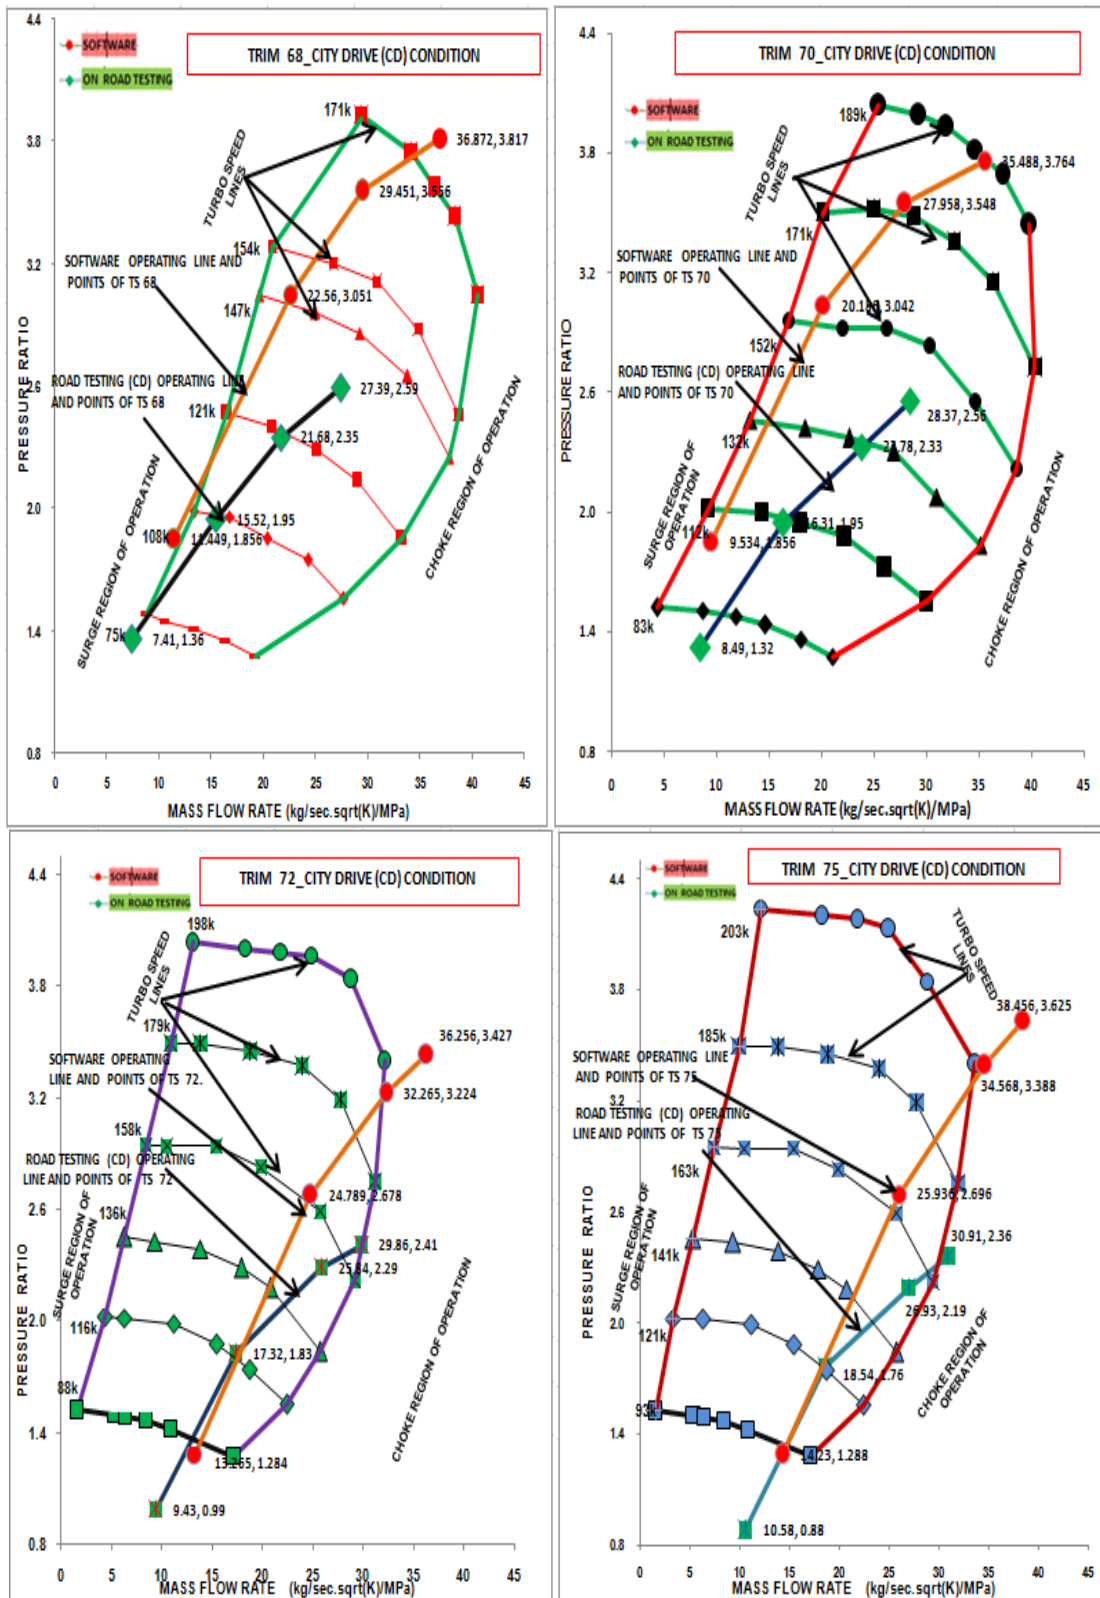 4.4
SOFTWARE
ON ROAD TESTING
TRIM 68_CITY DRIVE (CD) CONDITION
171k
3.8
36.872, 3.817
TURBO SPEED
LINES
29.451, 3.556
154k
3.2
SOFTWARE OPERATING LINE AND
POINTS OF TS 68
147k
22.56, 3.051
PRESSURE RATIO
2.6
ROAD TESTING (CD) OPERATING LINE
AND POINTS OF TS 68
27.39, 2.59
121k
21.68, 2.35
2.0
15.52, 1.95
108k
11.449, 1.856
SURGE REGION OF OPERATION
CHOKE REGION OF OPERATION
1.4
75k
7.41, 1.36
0.8
0 5 10 15 20 25 30 35 40 45
MASS FLOW RATE (kg/sec.sqrt(K)/MPa)
4.4
TRIM 70_CITY DRIVE (CD) CONDITION
SOFTWARE
ON ROAD TESTING
189k
3.8
35.488, 3.764
TURBO SPEED
LINES
27.958, 3.548
171k
3.2
SOFTWARE OPERATING LINE AND
POINTS OF TS 70
20.186, 3.042
152k
PRESSURE RATIO
2.6
ROAD TESTING (CD) OPERATING LINE
AND POINTS OF TS 70
28.37, 2.56
132k
23.78, 2.33
2.0
16.31, 1.95
112k
9.534, 1.856
SURGE REGION OF
OPERATION
CHOKE REGION OF OPERATION
1.4
83k
8.49, 1.32
0.8
0 5 10 15 20 25 30 35 40 45
MASS FLOW RATE (kg/sec.sqrt(K)/MPa)
4.4
SOFTWARE
ON ROAD TESTING
TRIM 72_CITY DRIVE (CD) CONDITION
198k
3.8
TURBO SPEED
LINES
179k
36.256, 3.427
SOFTWARE OPERATING
LINE AND POINTS OF TS 72.
3.2
32.265, 3.224
158k
ROAD TESTING (CD) OPERATING
LINE AND POINTS OF TS 72
24.789, 2.678
PRESSURE RATIO
2.6
136k
29.86, 2.41
25.84, 2.29
SURGE REGION OF
OPERATION
2.0
116k
17.32, 1.83
CHOKE REGION OF OPERATION
88k
1.4
13.265, 1.284
9.43, 0.99
0.8
0 5 10 15 20 25 30 35 40 45
MASS FLOW RATE (kg/sec.sqrt(K)/MPa)
4.4
SOFTWARE
ON ROAD TESTING
TRIM 75_CITY DRIVE (CD) CONDITION
203k
TURBO SPEED
LINES
3.8
38.456, 3.625
185k
SOFTWARE OPERATING LINE
AND POINTS OF TS 75
34.568, 3.388
3.2
ROAD TESTING (CD) OPERATING
LINE AND POINTS OF TS 75
163k
25.936, 2.696
PRESSURE RATIO
2.6
30.91, 2.36
141k
26.93, 2.19
SURGE REGION OF
OPERATION
2.0
121k
18.54, 1.76
CHOKE REGION OF
OPERATION
93k
1.4
14.23, 1.288
10.58, 0.88
0.8
0 5 10 15 20 25 30 35 40 45
MASS FLOW RATE (kg/sec.sqrt(K)/MPa)